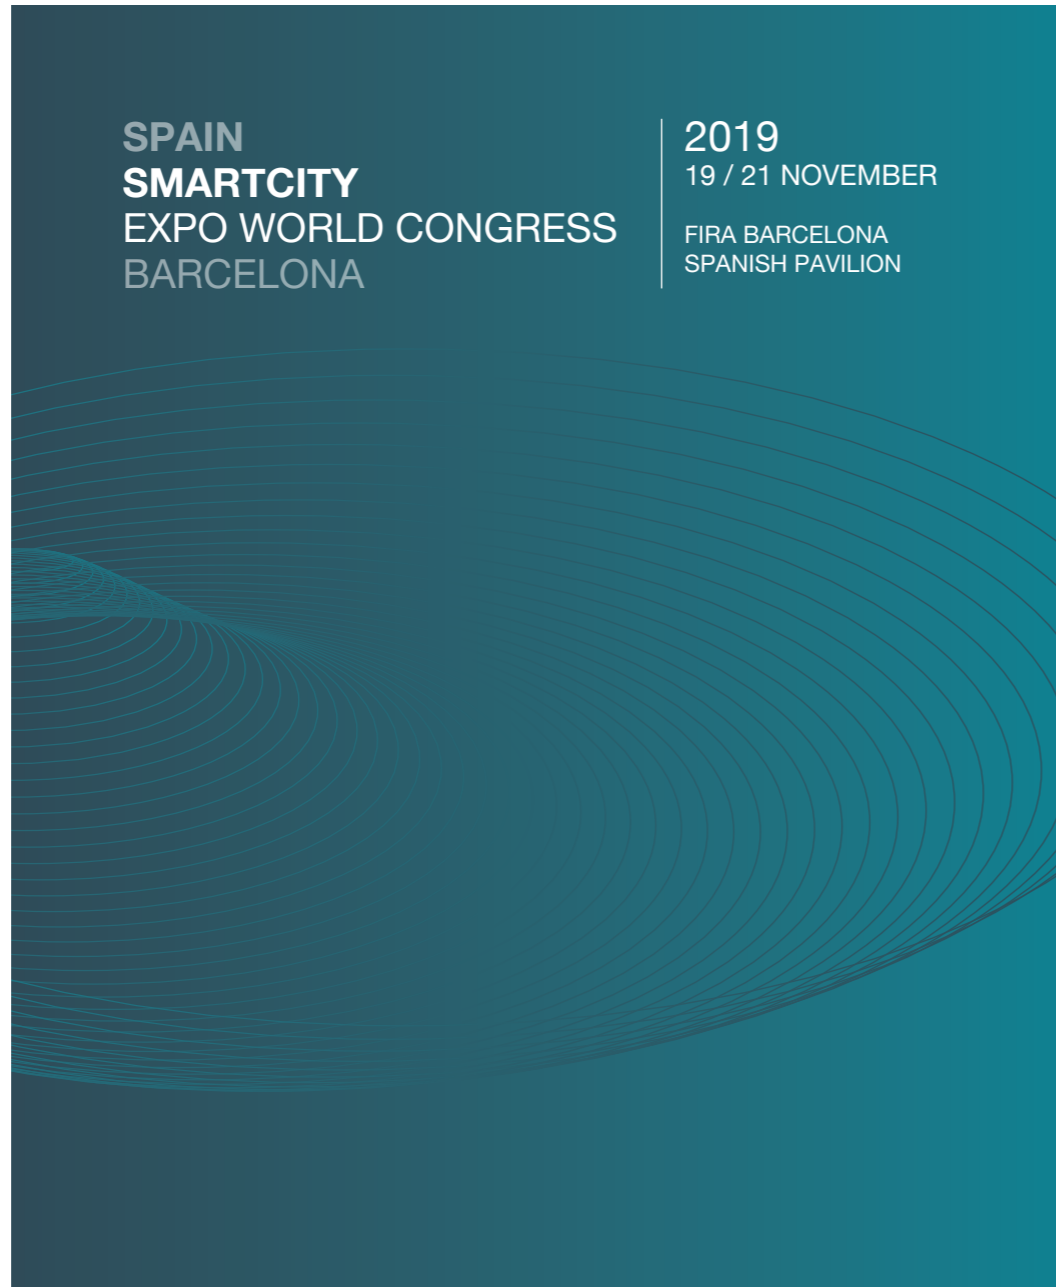 SPAIN
SMARTCITY
EXPO WORLD CONGRESS
BARCELONA
2019
19 / 21 NOVEMBER
FIRA BARCELONA
SPANISH PAVILION